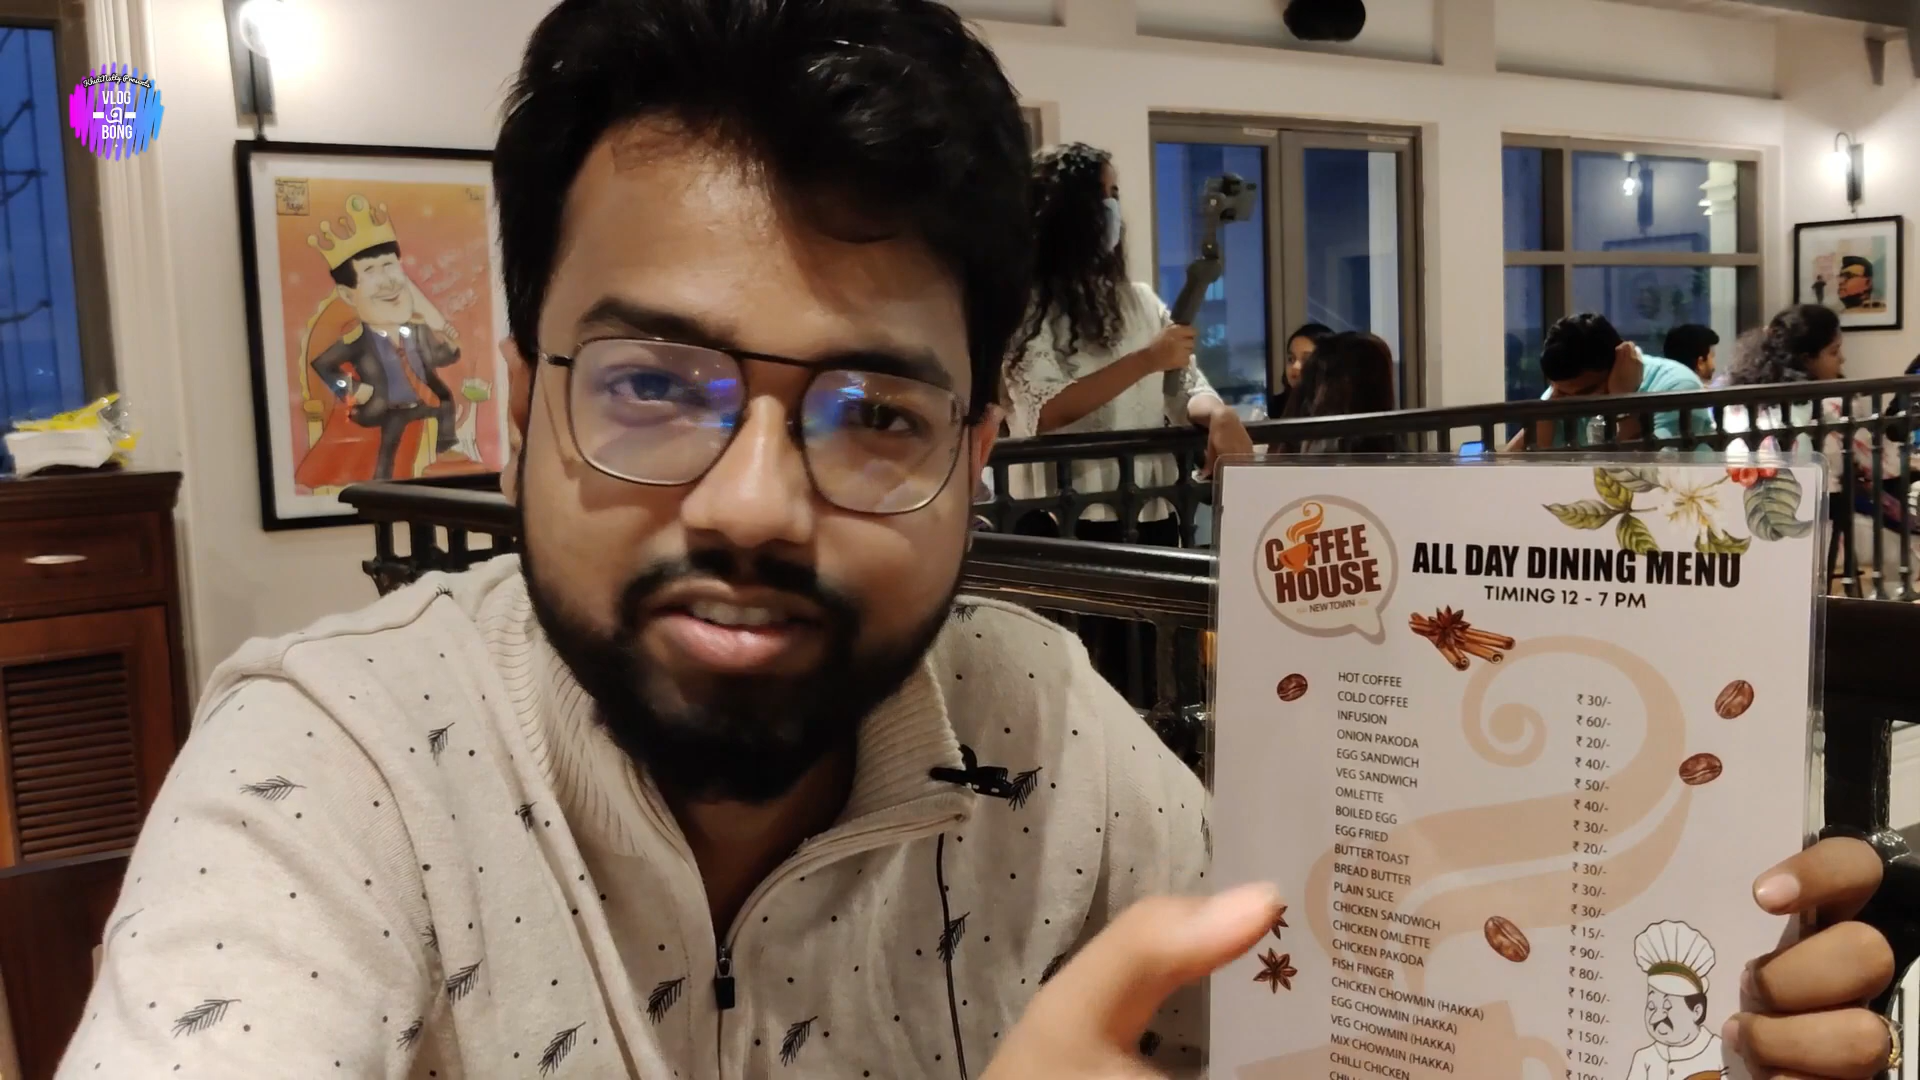 KhaiiNaiiy Presents
VLOG
এ
BONG
COFFEE
HOUSE
NEW TOWN
ALL DAY DINING MENU
TIMING 12 - 7 PM
HOT COFFEE ₹ 30/-
COLD COFFEE ₹ 60/-
INFUSION ₹ 20/-
ONION PAKODA ₹ 40/-
EGG SANDWICH ₹ 50/-
VEG SANDWICH ₹ 40/-
OMLETTE ₹ 30/-
BOILED EGG ₹ 20/-
EGG FRIED ₹ 30/-
BUTTER TOAST ₹ 30/-
BREAD BUTTER ₹ 30/-
PLAIN SLICE ₹ 15/-
CHICKEN SANDWICH ₹ 90/-
CHICKEN OMLETTE ₹ 80/-
CHICKEN PAKODA ₹ 160/-
FISH FINGER ₹ 180/-
CHICKEN CHOWMIN (HAKKA) ₹ 150/-
EGG CHOWMIN (HAKKA) ₹ 120/-
VEG CHOWMIN (HAKKA)
MIX CHOWMIN (HAKKA)
CHILLI CHICKEN